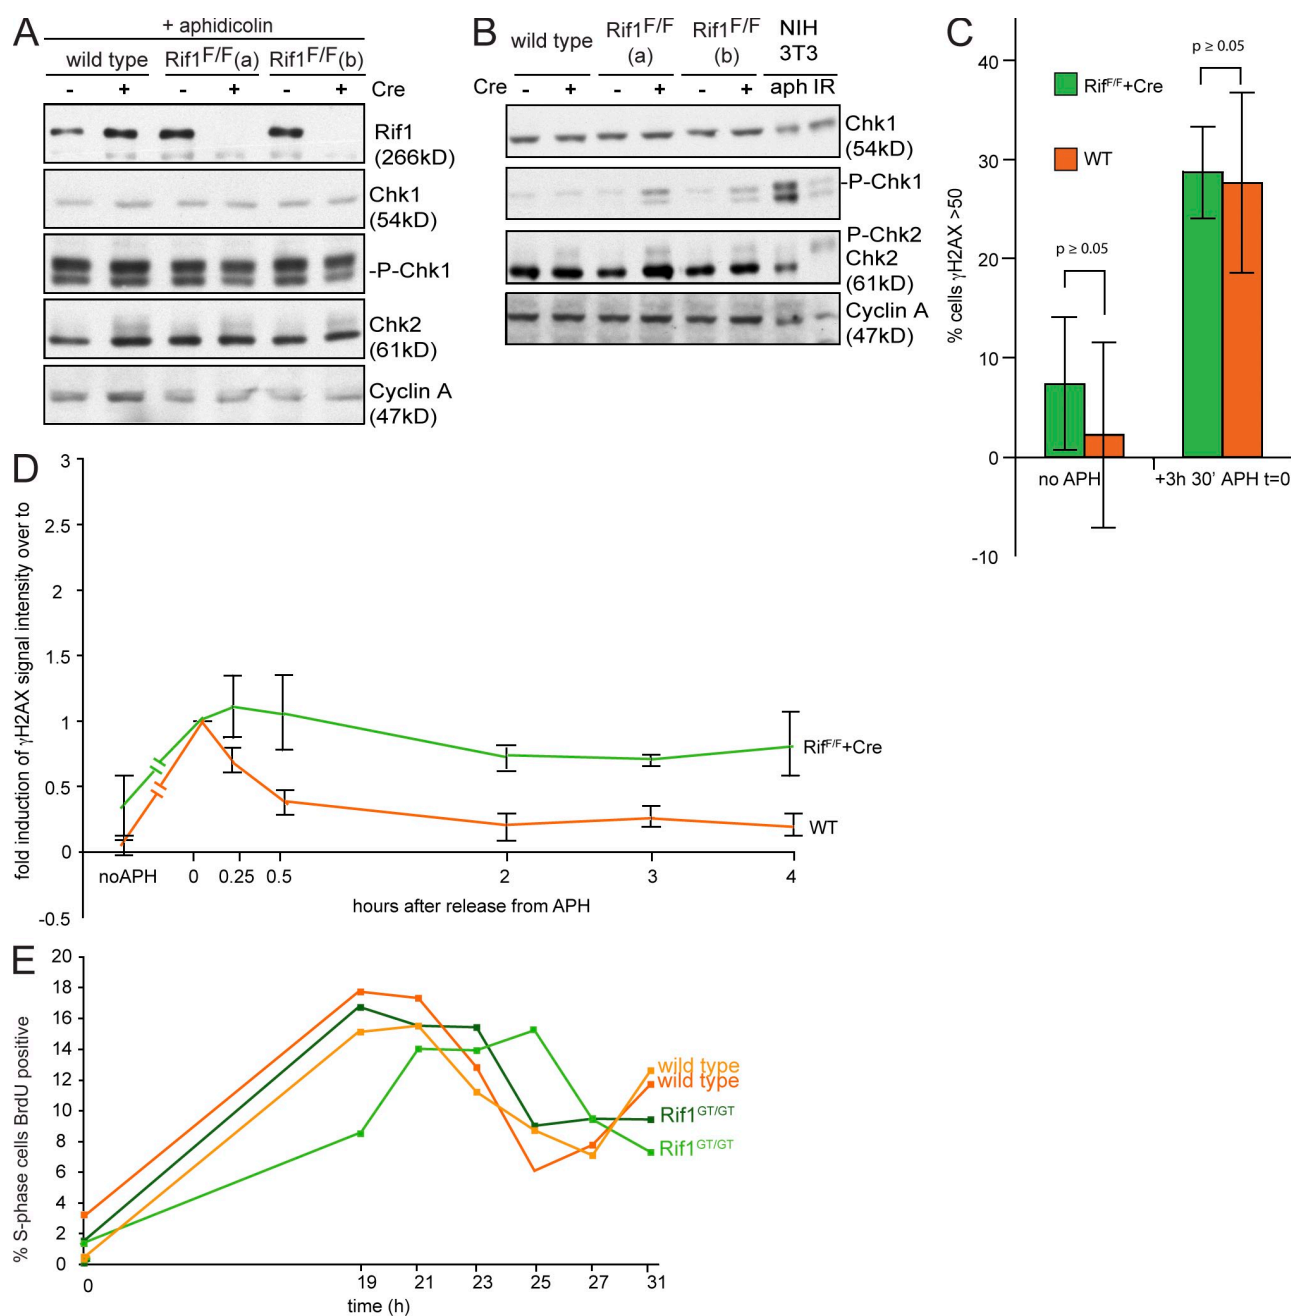 A
+ aphidicolin
wild type Rif1F/F(a) Rif1F/F(b)
- + - + - + Cre
Rif1
(266kD)
Chk1
(54kD)
-P-Chk1
Chk2
(61kD)
Cyclin A
(47kD)
B
wild type Rif1F/F (a) Rif1F/F (b) NIH 3T3
Cre - + - + - + aph IR
Chk1
(54kD)
-P-Chk1
P-Chk2
Chk2
(61kD)
Cyclin A
(47kD)
C
% cells γH2AX >50
40
30
20
10
0
-10
RifF/F+Cre
WT
p ≥ 0.05
p ≥ 0.05
no APH +3h 30' APH t=0
D
fold induction of γH2AX signal intensity over to
3
2.5
2
1.5
1
0.5
0
-0.5
RifF/F+Cre
WT
noAPH 0 0.25 0.5 2 3 4
hours after release from APH
E
% S-phase cells BrdU positive
20
18
16
14
12
10
8
6
4
2
0
wild type
wild type
Rif1GT/GT
Rif1GT/GT
0 19 21 23 25 27 31
time (h)